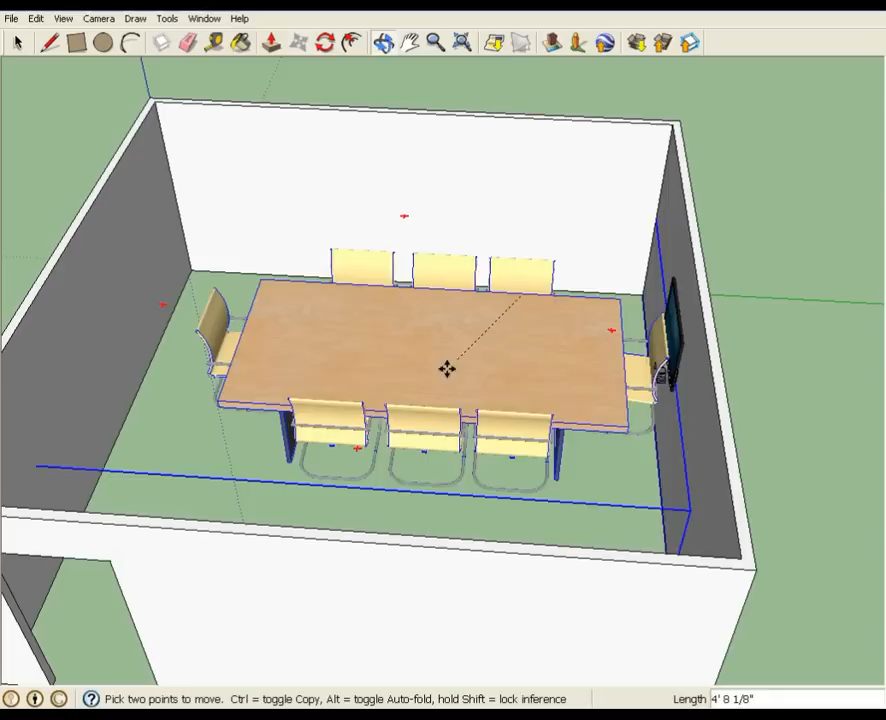 File Edit View Camera Draw Tools Window Help
Pick two points to move. Ctrl = toggle Copy, Alt = toggle Auto-fold, hold Shift = lock inference Length 4' 8 1/8"